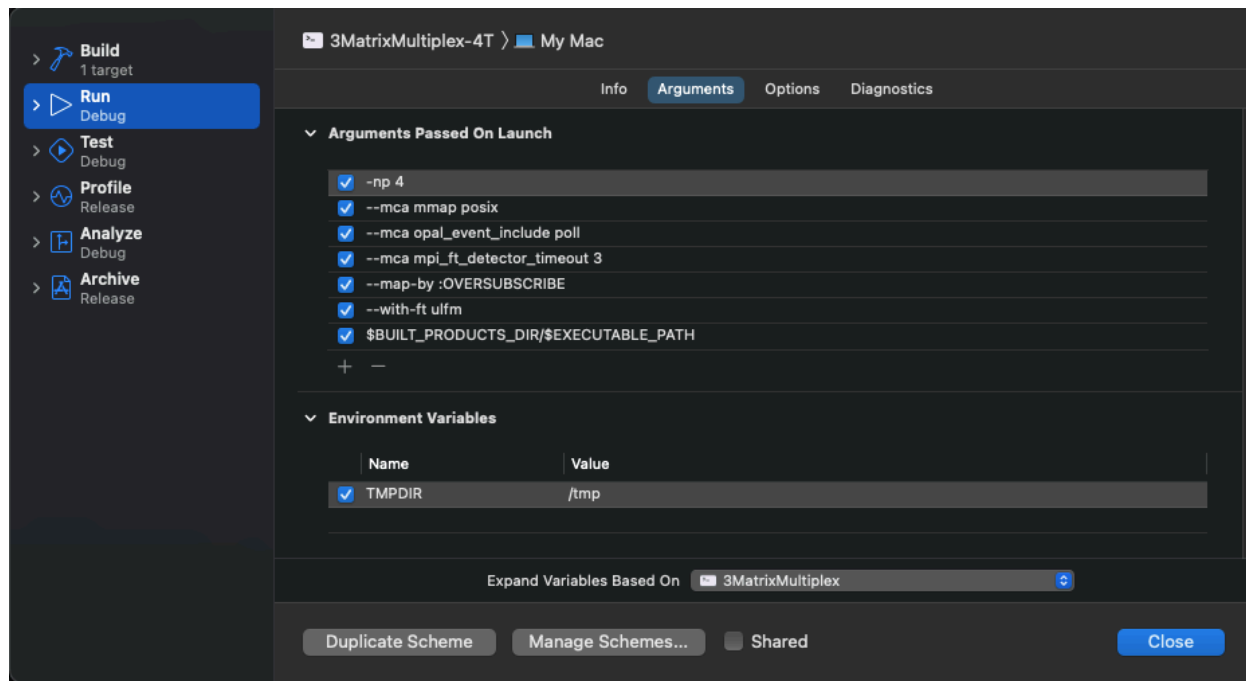 Build
1 target
Run
Debug
Test
Debug
Profile
Release
Analyze
Debug
Archive
Release
3MatrixMultiplex-4T 〉 My Mac
Info Arguments Options Diagnostics
Arguments Passed On Launch
-np 4
--mca mmap posix
--mca opal_event_include poll
--mca mpi_ft_detector_timeout 3
--map-by :OVERSUBSCRIBE
--with-ft ulfm
$BUILT_PRODUCTS_DIR/$EXECUTABLE_PATH
Environment Variables
Name Value
TMPDIR /tmp
Expand Variables Based On 3MatrixMultiplex
Duplicate Scheme Manage Schemes... Shared Close